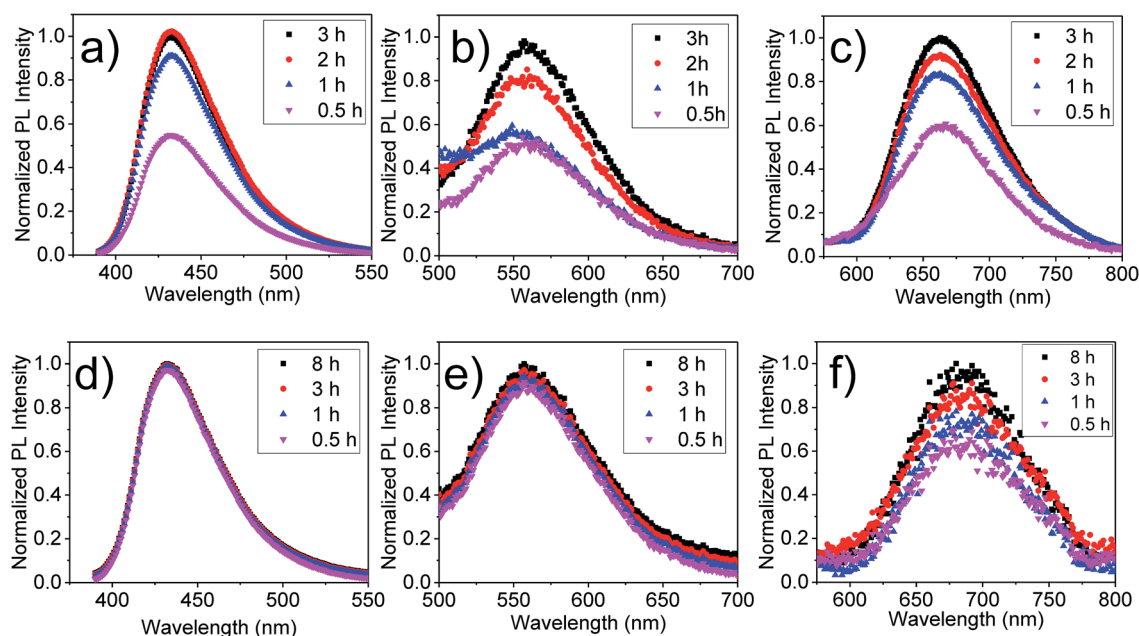 a)
3 h
2 h
1 h
0.5 h
Normalized PL Intensity
1.0
0.8
0.6
0.4
0.2
0.0
400 450 500 550
Wavelength (nm)
b)
3h
2h
1h
0.5h
Normalized PL Intensity
1.0
0.8
0.6
0.4
0.2
0.0
500 550 600 650 700
Wavelength (nm)
c)
3 h
2 h
1 h
0.5 h
Normalized PL Intensity
1.0
0.8
0.6
0.4
0.2
0.0
600 650 700 750 800
Wavelength (nm)
d)
8 h
3 h
1 h
0.5 h
Normalized PL Intensity
1.0
0.8
0.6
0.4
0.2
0.0
400 450 500 550
Wavelength (nm)
e)
8 h
3 h
1 h
0.5 h
Normalized PL Intensity
1.0
0.8
0.6
0.4
0.2
0.0
500 550 600 650 700
Wavelength (nm)
f)
8 h
3 h
1 h
0.5 h
Normalized PL Intensity
1.0
0.8
0.6
0.4
0.2
0.0
600 650 700 750 800
Wavelength (nm)